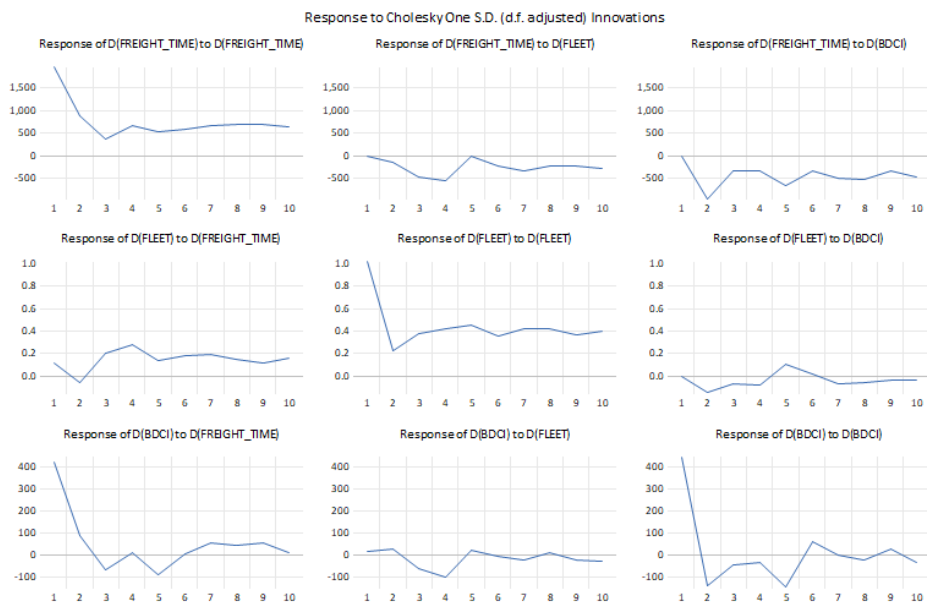 Response to Cholesky One S.D. (d.f. adjusted) Innovations
Response of D(FREIGHT_TIME) to D(FREIGHT_TIME)
1,500
1,000
500
0
-500
1 2 3 4 5 6 7 8 9 10
Response of D(FREIGHT_TIME) to D(FLEET)
1,500
1,000
500
0
-500
1 2 3 4 5 6 7 8 9 10
Response of D(FREIGHT_TIME) to D(BDCI)
1,500
1,000
500
0
-500
1 2 3 4 5 6 7 8 9 10
Response of D(FLEET) to D(FREIGHT_TIME)
1.0
0.8
0.6
0.4
0.2
0.0
1 2 3 4 5 6 7 8 9 10
Response of D(FLEET) to D(FLEET)
1.0
0.8
0.6
0.4
0.2
0.0
1 2 3 4 5 6 7 8 9 10
Response of D(FLEET) to D(BDCI)
1.0
0.8
0.6
0.4
0.2
0.0
1 2 3 4 5 6 7 8 9 10
Response of D(BDCI) to D(FREIGHT_TIME)
400
300
200
100
0
-100
1 2 3 4 5 6 7 8 9 10
Response of D(BDCI) to D(FLEET)
400
300
200
100
0
-100
1 2 3 4 5 6 7 8 9 10
Response of D(BDCI) to D(BDCI)
400
300
200
100
0
-100
1 2 3 4 5 6 7 8 9 10